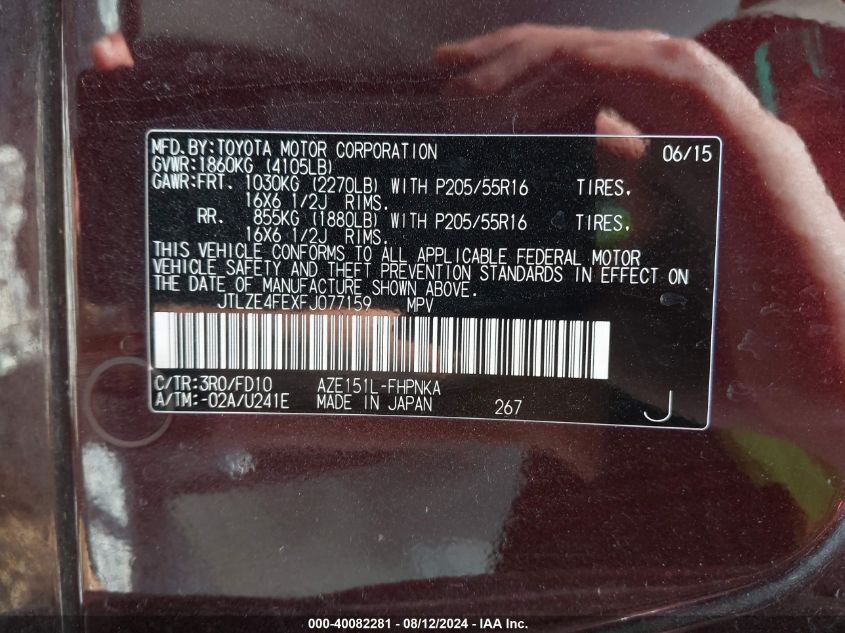 MFD.BY:TOYOTA MOTOR CORPORATION 06/15
GVWR:1860KG (4105LB)
GAWR:FRT. 1030KG (2270LB) WITH P205/55R16 TIRES.
16X6 1/2J RIMS.
RR. 855KG (1880LB) WITH P205/55R16 TIRES.
16X6 1/2J RIMS.
THIS VEHICLE CONFORMS TO ALL APPLICABLE FEDERAL MOTOR
VEHICLE SAFETY AND THEFT PREVENTION STANDARDS IN EFFECT ON
THE DATE OF MANUFACTURE SHOWN ABOVE.
JTLZE4FEXFJ077159 MPV
C/TR:3R0/FD10 AZE151L-FHPNKA
A/TM:-02A/U241E MADE IN JAPAN 267 J
000-40082281 - 08/12/2024 - IAA Inc.